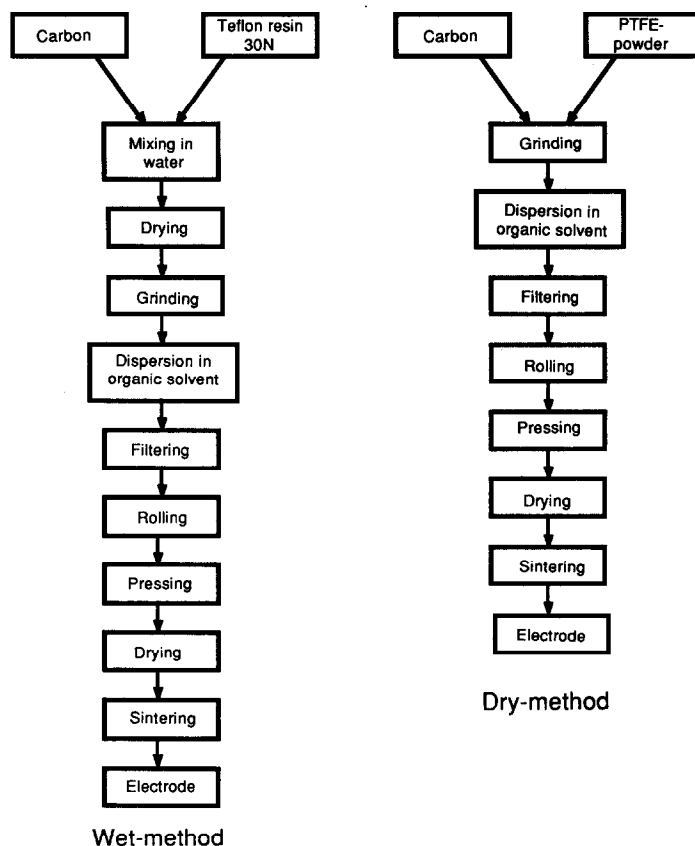 Carbon
Teflon resin
30N
Mixing in
water
Drying
Grinding
Dispersion in
organic solvent
Filtering
Rolling
Pressing
Drying
Sintering
Electrode
Wet-method
Carbon
PTFE-
powder
Grinding
Dispersion in
organic solvent
Filtering
Rolling
Pressing
Drying
Sintering
Electrode
Dry-method